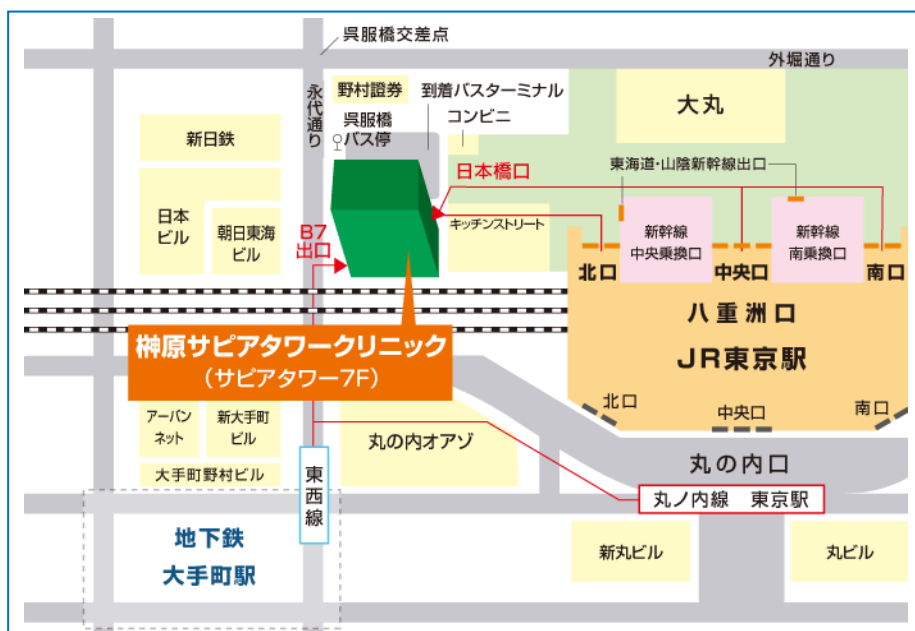 呉服橋交差点
外堀通り
永代通り
野村證券
到着バスターミナル
コンビニ
呉服橋
バス停
大丸
新日鉄
日本橋口
東海道・山陰新幹線出口
日本
ビル
朝日東海
ビル
B7
出口
キッチンストリート
新幹線
中央乗換口
新幹線
南乗換口
北口
中央口
南口
八重洲口
JR東京駅
榊原サピアタワークリニック
(サピアタワー7F)
北口
中央口
南口
アーバン
ネット
新大手町
ビル
丸の内オアゾ
丸の内口
大手町野村ビル
東西線
丸ノ内線 東京駅
地下鉄
大手町駅
新丸ビル
丸ビル